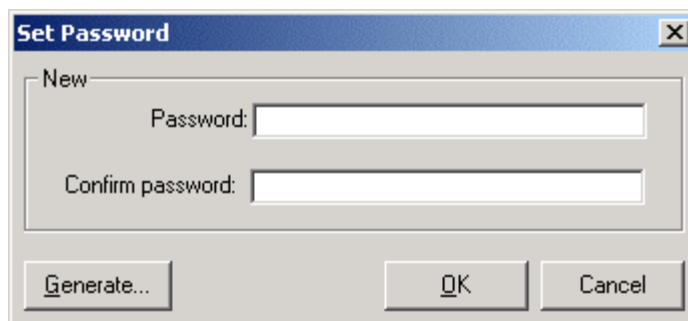 Set Password
New
Password:
Confirm password:
Generate... OK Cancel